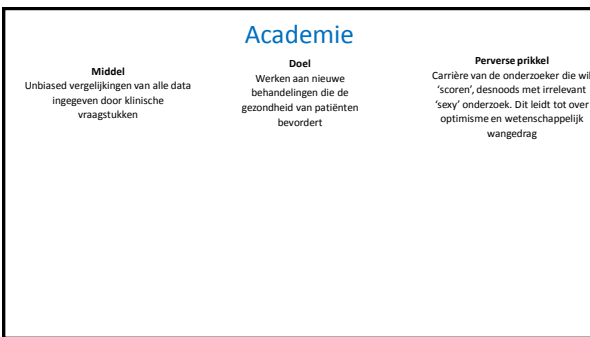 Academie
Middel
Unbiased vergelijkingen van alle data
ingegeven door klinische
vraagstukken
Doel
Werken aan nieuwe
behandelingen die de
gezondheid van patiënten
bevordert
Perverse prikkel
Carrière van de onderzoeker die wil
‘scoren’, desnoods met irrelevant
‘sexy’ onderzoek. Dit leidt tot over
optimisme en wetenschappelijk
wangedrag